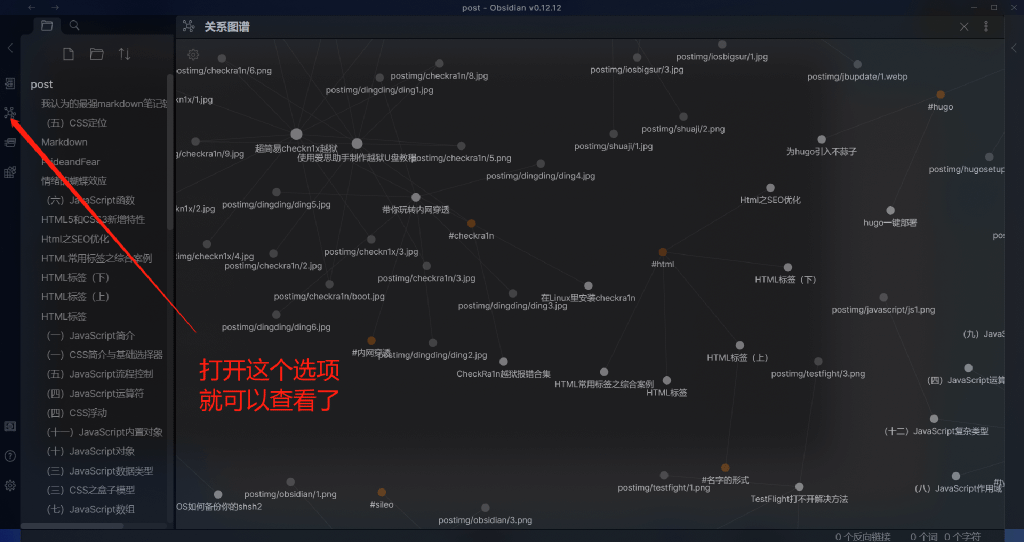 post - Obsidian v0.12.12
关系图谱
post
我认为的最强markdown笔记
（五）CSS定位
Markdown
PrideandFear
情绪的蝴蝶效应
（六）JavaScript函数
HTML5和CSS3新增特性
Html之SEO优化
HTML常用标签之综合案例
HTML标签（下）
HTML标签（上）
HTML标签
（一）JavaScript简介
（一）CSS简介与基础选择器
（五）JavaScript流程控制
（四）JavaScript运算符
（四）CSS浮动
（十一）JavaScript内置对象
（十）JavaScript对象
（三）JavaScript数据类型
（三）CSS之盒子模型
（七）JavaScript数组
postimg/checkra1n/6.png
postimg/checkra1n/8.jpg
postimg/dingding/ding1.jpg
postimg/iosbigsur/3.jpg
postimg/iosbigsur/1.jpg
postimg/jbupdate/1.webp
#hugo
ckn1x/1.jpg
超简易checkn1x越狱
使用爱思助手制作越狱U盘教程
postimg/checkra1n/5.png
postimg/shuaji/2.png
postimg/shuaji/1.jpg
为hugo引入不蒜子
g/checkra1n/9.jpg
postimg/dingding/ding4.jpg
postimg/hugosetup
ckn1x/2.jpg
postimg/dingding/ding5.jpg
带你玩转内网穿透
Html之SEO优化
hugo一键部署
#checkra1n
postimg/checkn1x/3.jpg
timg/checkn1x/4.jpg
postimg/checkra1n/2.jpg
#html
HTML标签（下）
postimg/checkra1n/3.jpg
postimg/checkra1n/boot.jpg
在Linux里安装checkra1n
postimg/dingding/ding3.jpg
postimg/javascript/js1.png
postimg/dingding/ding6.jpg
#内网穿透
postimg/dingding/ding2.jpg
（九）JavaS
HTML标签（上）
CheckRa1n越狱报错合集
HTML常用标签之综合案例
HTML标签
postimg/testfight/3.png
（四）JavaScript运算
打开这个选项
就可以查看了
（十二）JavaScript复杂类型
#名字的形式
postimg/testfight/1.png
TestFlight打不开解决方法
（八）JavaScript作用域
postimg/obsidian/1.png
OS如何备份你的shsh2
#sileo
postimg/obsidian/3.png
0 个反向链接
0 个词
0 个字符